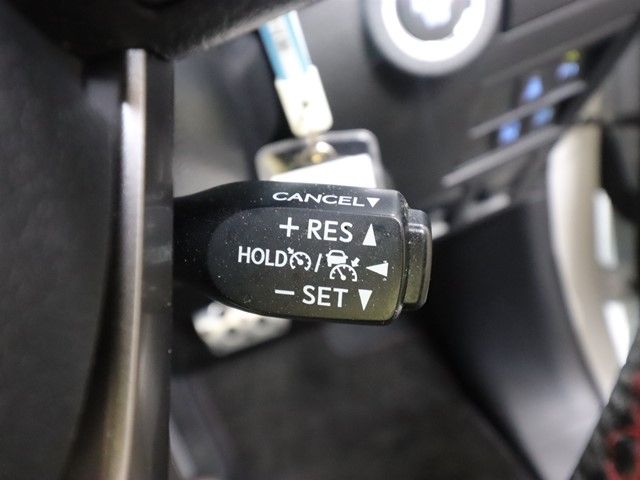 CANCEL▼
+ RES ▲
HOLD / ◀
− SET ▼